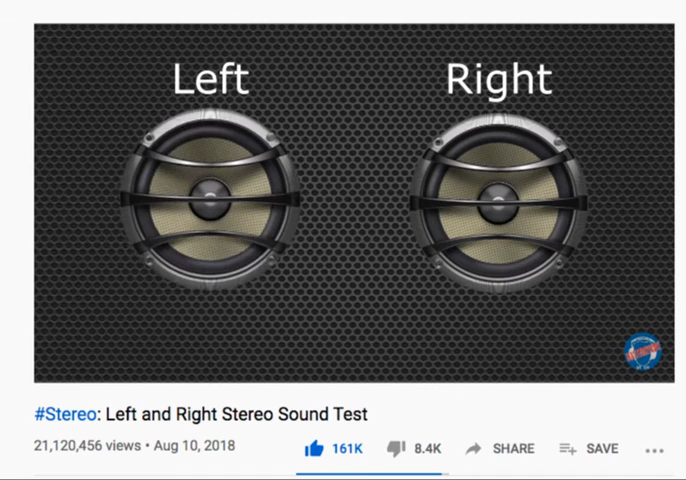 Left Right
#Stereo: Left and Right Stereo Sound Test
21,120,456 views • Aug 10, 2018 161K 8.4K SHARE SAVE